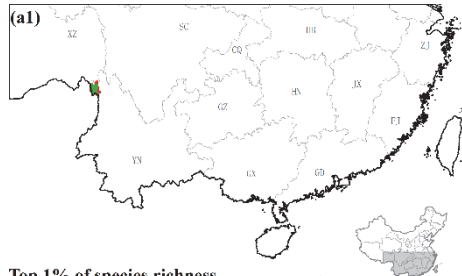 (a1)
XZ SC HB ZJ
CQ
HN JX
GZ
FJ
YN GX GD
Top 1% of species richness